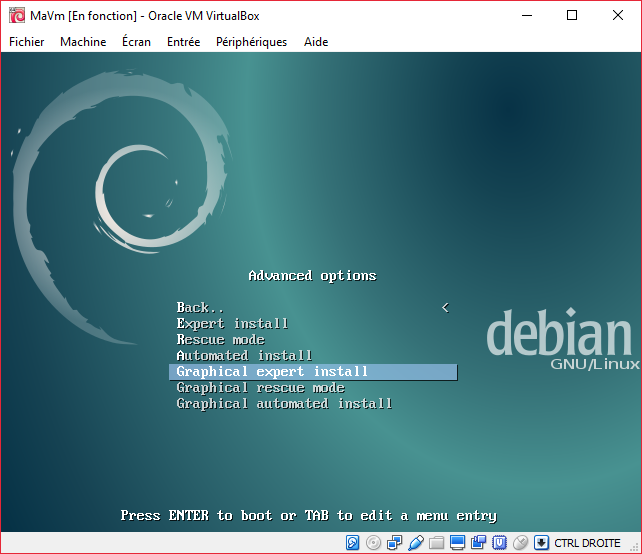 MaVm [En fonction] - Oracle VM VirtualBox
Fichier Machine Écran Entrée Périphériques Aide
Advanced options
Back.. <
Expert install
Rescue mode
Automated install
Graphical expert install
Graphical rescue mode
Graphical automated install
debian
GNU/Linux
Press ENTER to boot or TAB to edit a menu entry
CTRL DROITE